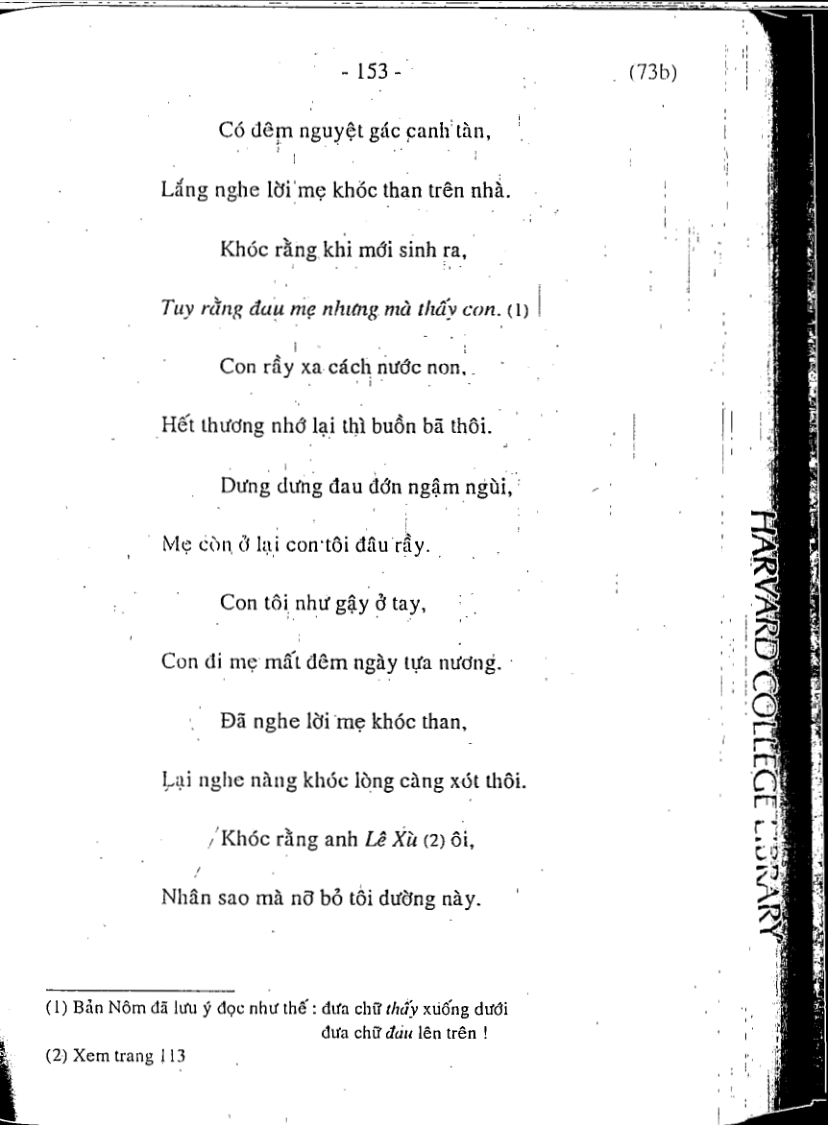 - 153 - (73b)
Có đêm nguyệt gác canh tàn,
Lắng nghe lời mẹ khóc than trên nhà.
Khóc rằng khi mới sinh ra,
Tuy rằng đau mẹ nhưng mà thấy con. (1)
Con rầy xa cách nước non,
Hết thương nhớ lại thì buồn bã thôi.
Dưng dưng đau đớn ngậm ngùi,
Mẹ còn ở lại con tôi đâu rầy.
Con tôi như gậy ở tay,
Con đi mẹ mất đêm ngày tựa nương.
Đã nghe lời mẹ khóc than,
Lại nghe nàng khóc lòng càng xót thôi.
Khóc rằng anh Lê Xù (2) ôi,
Nhân sao mà nỡ bỏ tôi dường này.
(1) Bản Nôm đã lưu ý đọc như thế : đưa chữ thấy xuống dưới
đưa chữ đau lên trên !
(2) Xem trang 113
HARVARD COLLEGE LIBRARY